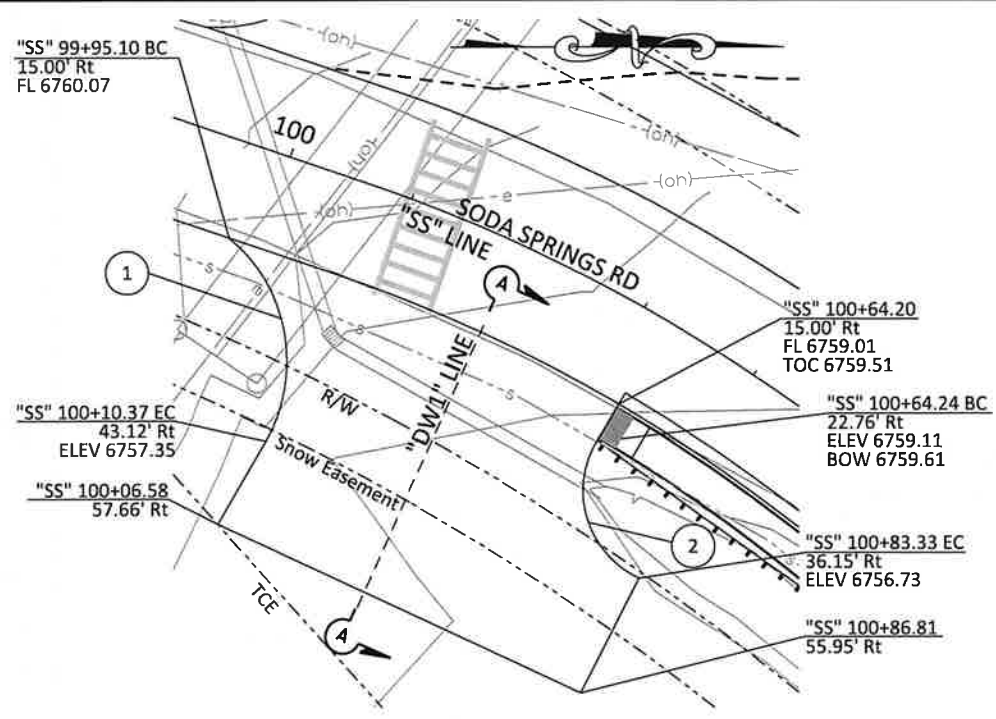 "SS" 99+95.10 BC
15.00' Rt
FL 6760.07
(oh)
100
(oh)
(oh)
(oh)
(oh)
e
SODA SPRINGS RD
"SS" LINE
1
s
s
A
"DW1" LINE
s
R/W
"SS" 100+64.20
15.00' Rt
FL 6759.01
TOC 6759.51
"SS" 100+10.37 EC
43.12' Rt
ELEV 6757.35
Snow Easement
"SS" 100+64.24 BC
22.76' Rt
ELEV 6759.11
BOW 6759.61
"SS" 100+06.58
57.66' Rt
2
s
"SS" 100+83.33 EC
36.15' Rt
ELEV 6756.73
TCE
A
"SS" 100+86.81
55.95' Rt